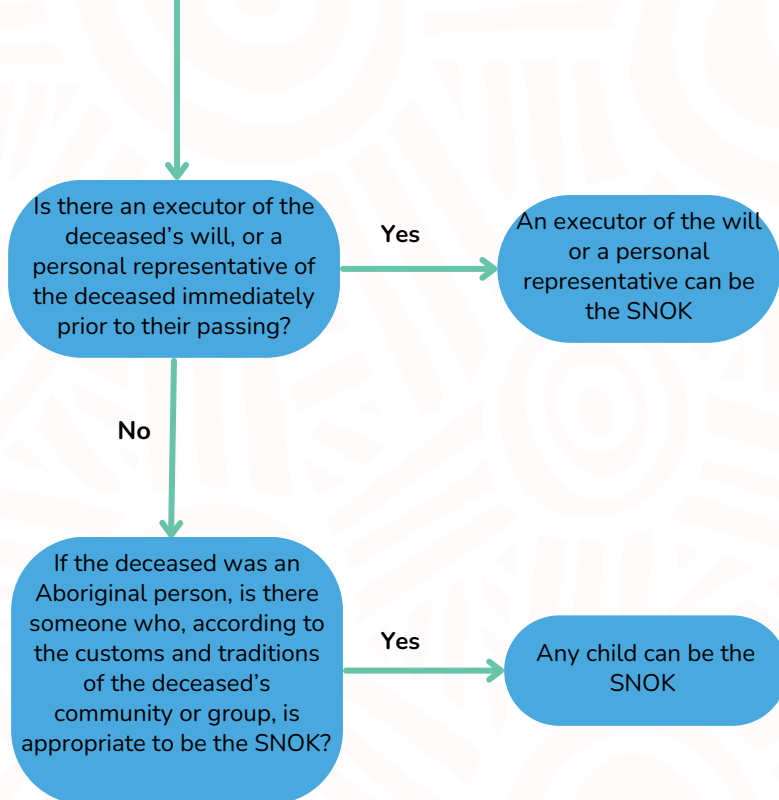 Is there an executor of the
deceased’s will, or a
personal representative of
the deceased immediately
prior to their passing?
Yes
An executor of the will
or a personal
representative can be
the SNOK
No
If the deceased was an
Aboriginal person, is there
someone who, according to
the customs and traditions
of the deceased’s
community or group, is
appropriate to be the SNOK?
Yes
Any child can be the
SNOK